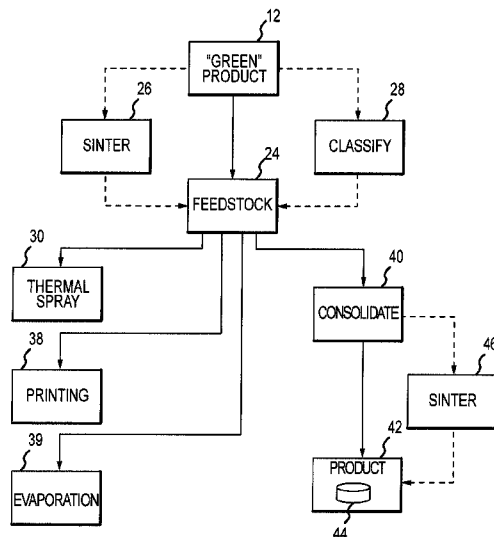 12
"GREEN"
PRODUCT
26
28
SINTER
CLASSIFY
24
FEEDSTOCK
30
THERMAL
SPRAY
40
CONSOLIDATE
38
PRINTING
46
SINTER
39
EVAPORATION
42
PRODUCT
44